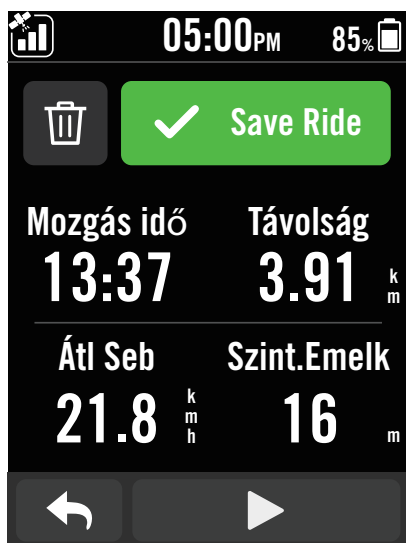 05:00PM 85%
Save Ride
Mozgás idő Távolság
13:37 3.91 km
Átl Seb Szint.Emelk
21.8 kmh 16 m